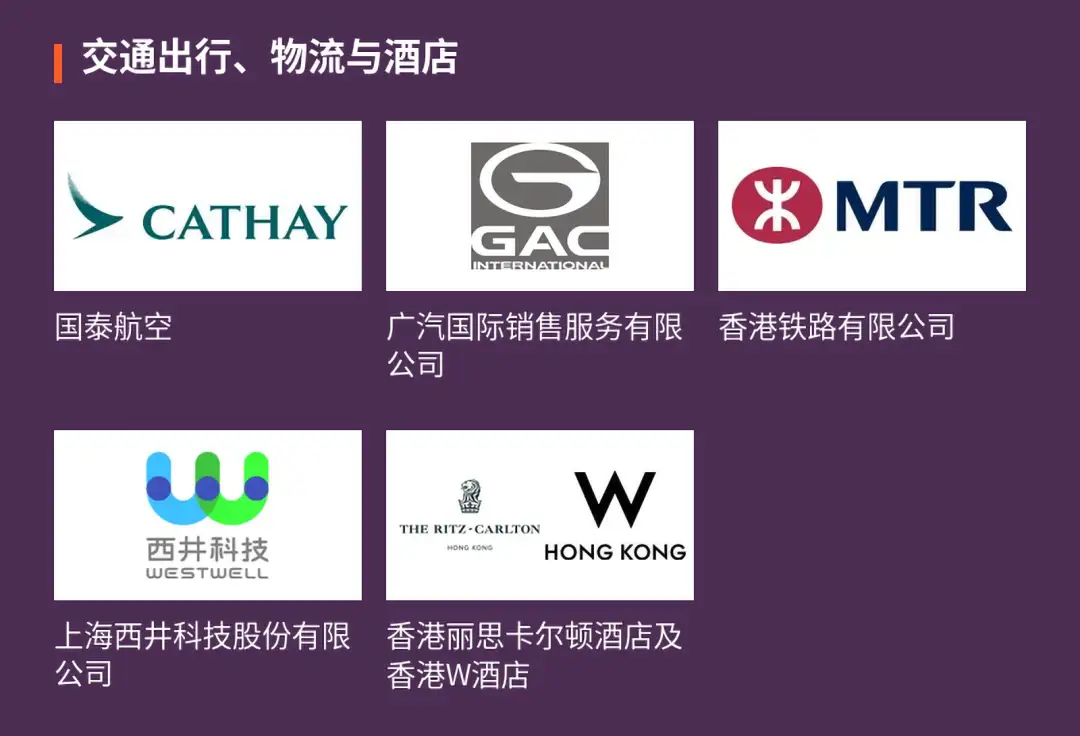 交通出行、物流与酒店
CATHAY
国泰航空
GAC
INTERNATIONAL
广汽国际销售服务有限
公司
MTR
香港铁路有限公司
西井科技
WESTWELL
上海西井科技股份有限
公司
THE RITZ-CARLTON
HONG KONG
W
HONG KONG
香港丽思卡尔顿酒店及
香港W酒店